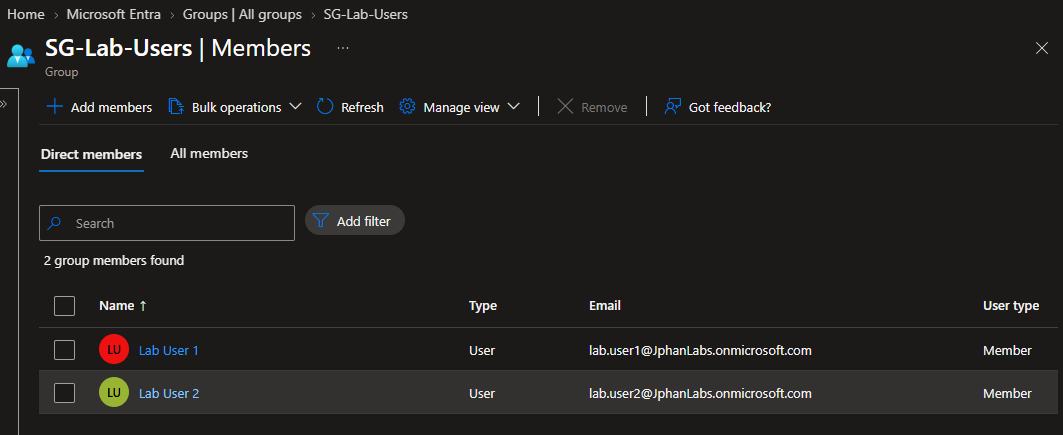 Home > Microsoft Entra > Groups | All groups > SG-Lab-Users
SG-Lab-Users | Members ...
Group
Add members Bulk operations Refresh Manage view Remove Got feedback?
Direct members All members
Search Add filter
2 group members found
Name ↑ Type Email User type
LU Lab User 1 User lab.user1@JphanLabs.onmicrosoft.com Member
LU Lab User 2 User lab.user2@JphanLabs.onmicrosoft.com Member